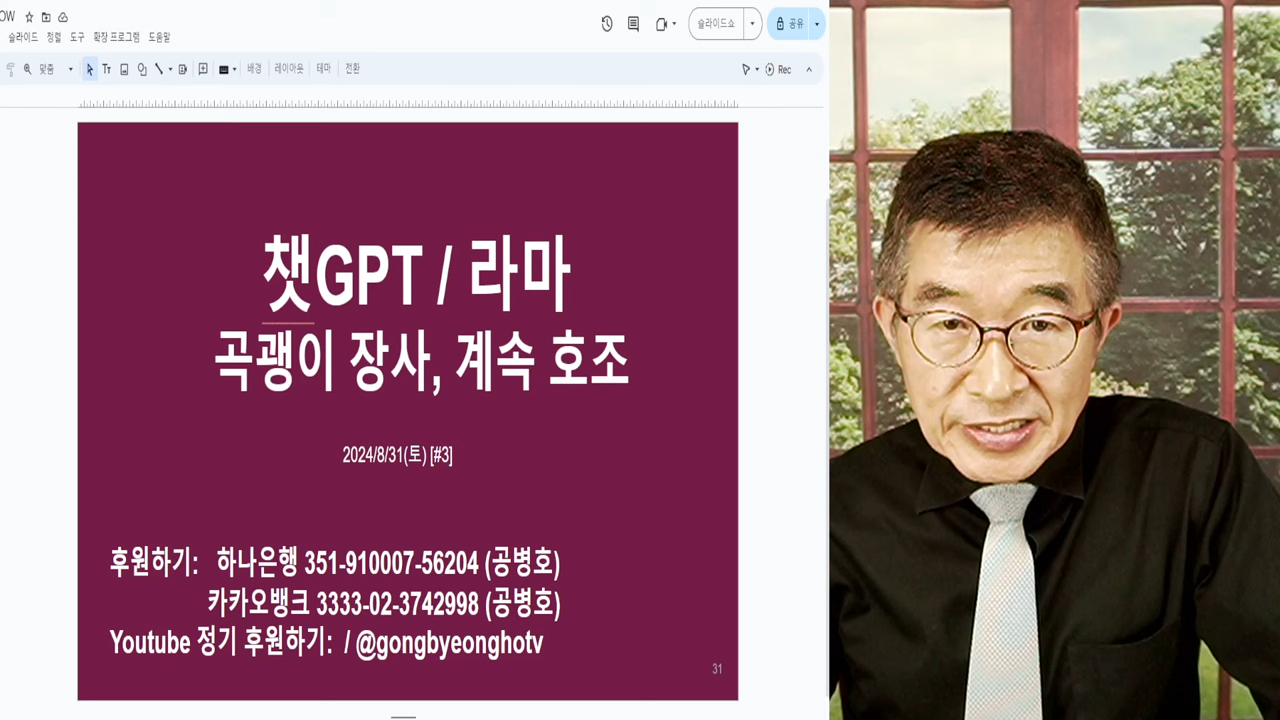 OW
슬라이드 정렬 도구 확장 프로그램 도움말
슬라이드쇼
공유
맞춤
Tr
배경
레이아웃
테마
전환
Rec
챗GPT / 라마
곡괭이 장사, 계속 호조
2024/8/31(토) [#3]
후원하기: 하나은행 351-910007-56204 (공병호)
카카오뱅크 3333-02-3742998 (공병호)
Youtube 정기 후원하기: / @gongbyeonghotv
31